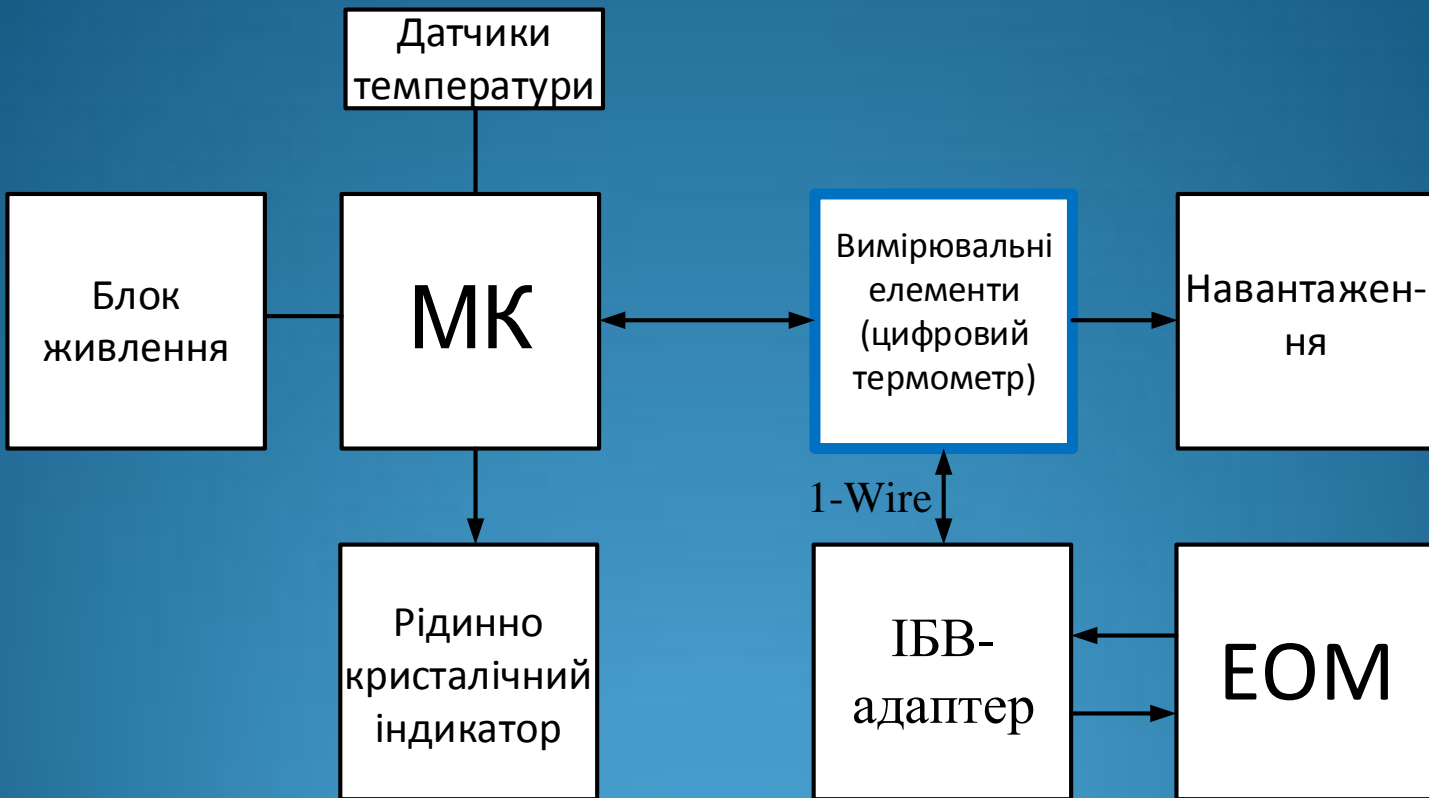 Датчики
температури
Блок
живлення
МК
Вимірювальні
елементи
(цифровий
термометр)
Навантажен-
ня
1-Wire
Рідинно
кристалічний
індикатор
ІБВ-
адаптер
ЕОМ